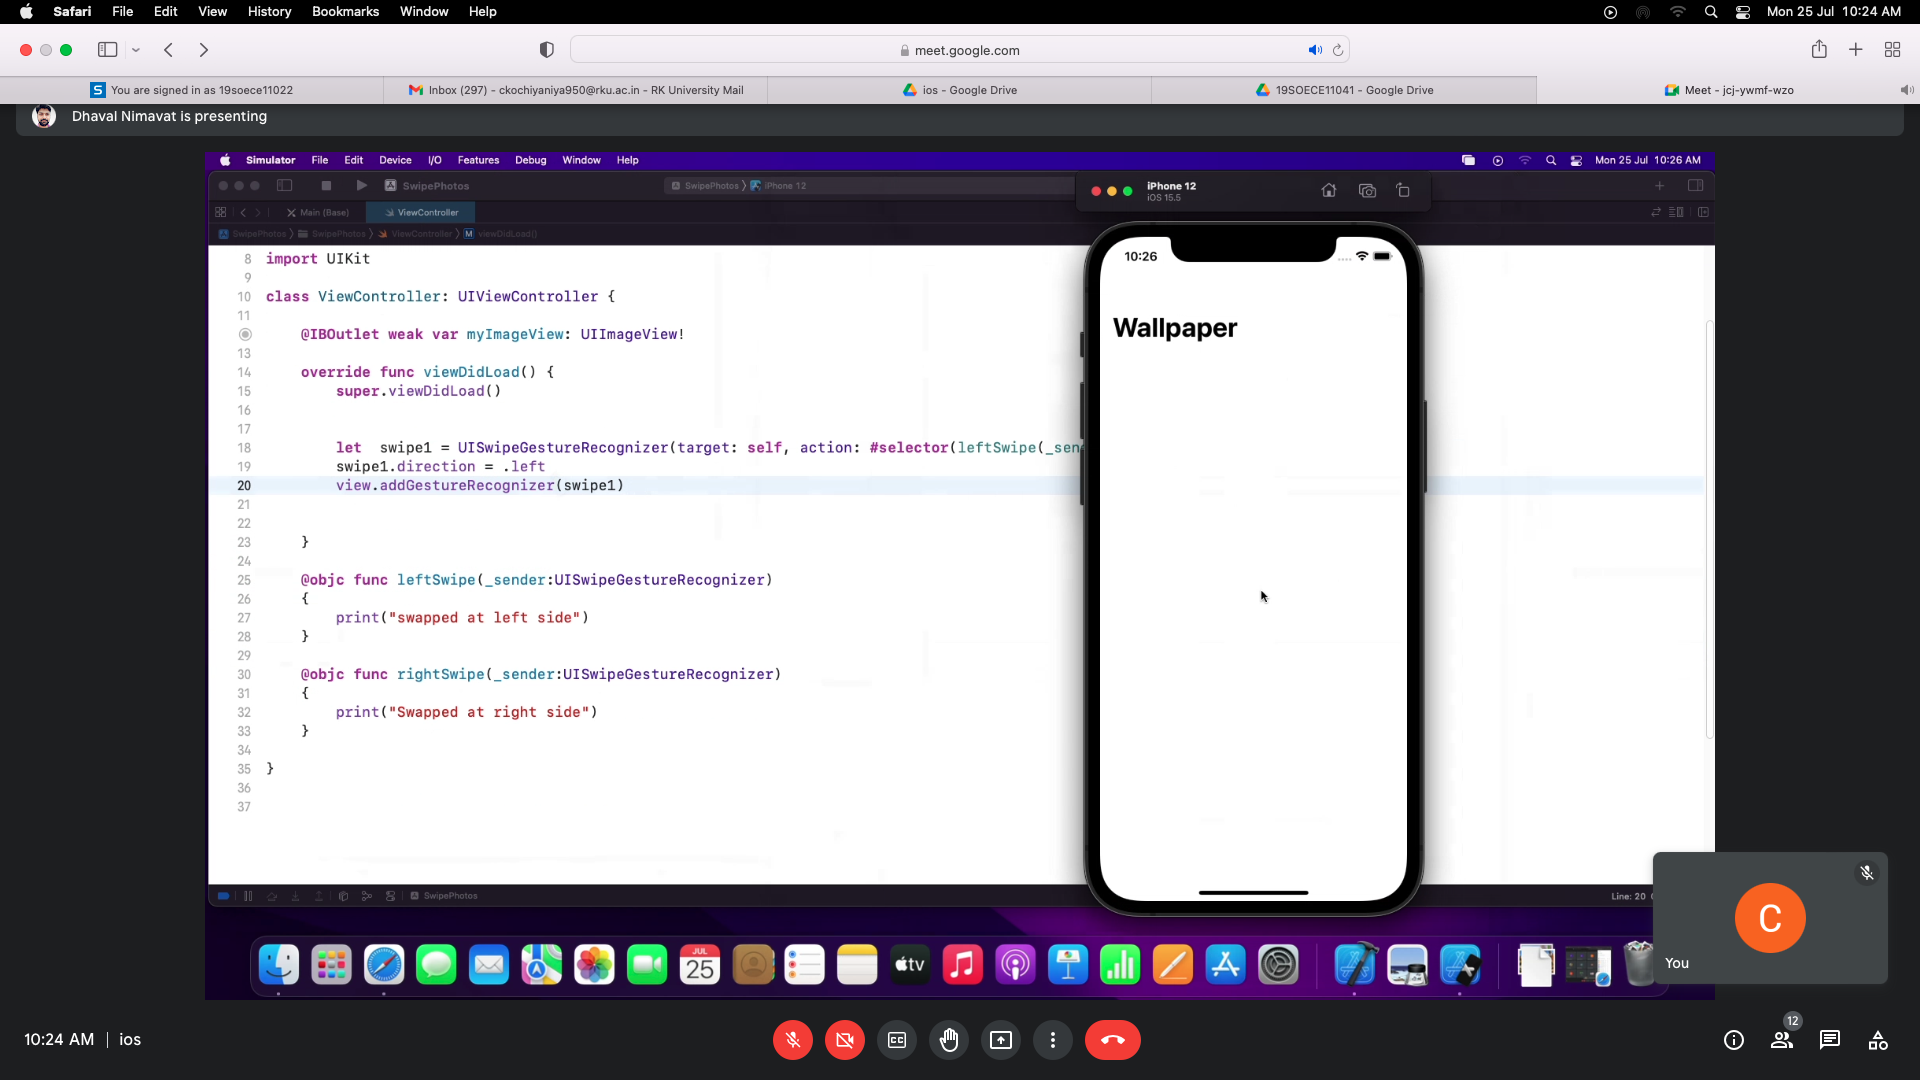 Safari File Edit View History Bookmarks Window Help Mon 25 Jul 10:24 AM
meet.google.com
S You are signed in as 19soece11022 Inbox (297) - ckochiyaniya950@rku.ac.in - RK University Mail ios - Google Drive 19SOECE11041 - Google Drive Meet - jcj-ywmf-wzo
Dhaval Nimavat is presenting
Simulator File Edit Device I/O Features Debug Window Help Mon 25 Jul 10:26 AM
SwipePhotos SwipePhotos iPhone 12
iPhone 12
iOS 15.5
Main (Base) ViewController
SwipePhotos SwipePhotos ViewController M viewDidLoad()
10:26
Wallpaper
8 import UIKit
9
10 class ViewController: UIViewController {
11
@IBOutlet weak var myImageView: UIImageView!
13
14 override func viewDidLoad() {
15 super.viewDidLoad()
16
17
18 let swipe1 = UISwipeGestureRecognizer(target: self, action: #selector(leftSwipe(_sen
19 swipe1.direction = .left
20 view.addGestureRecognizer(swipe1)
21
22
23 }
24
25 @objc func leftSwipe(_sender:UISwipeGestureRecognizer)
26 {
27 print("swapped at left side")
28 }
29
30 @objc func rightSwipe(_sender:UISwipeGestureRecognizer)
31 {
32 print("Swapped at right side")
33 }
34
35 }
36
37
SwipePhotos Line: 20
JUL
25
tv
C
You
10:24 AM | ios
CC
12